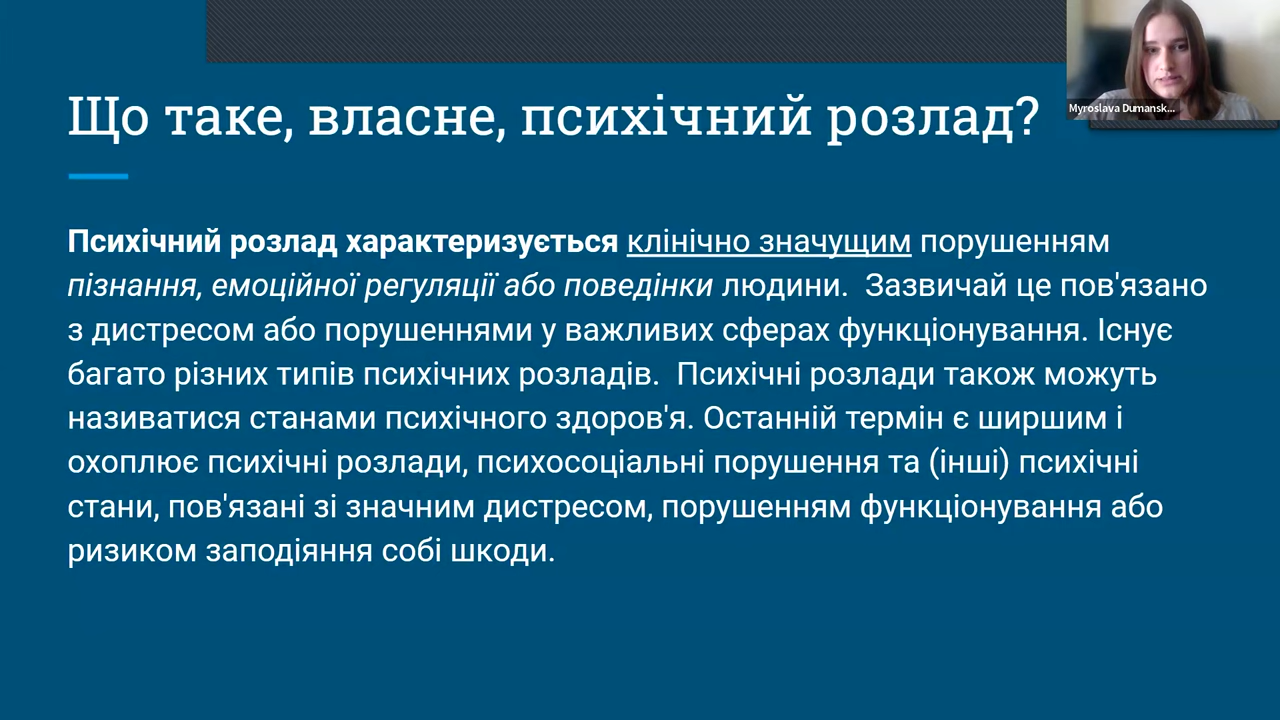 Що таке, власне, психічний розлад?
Myroslava Dumansk...
Психічний розлад характеризується клінічно значущим порушенням
пізнання, емоційної регуляції або поведінки людини.  Зазвичай це пов'язано
з дистресом або порушеннями у важливих сферах функціонування. Існує
багато різних типів психічних розладів.  Психічні розлади також можуть
називатися станами психічного здоров'я. Останній термін є ширшим і
охоплює психічні розлади, психосоціальні порушення та (інші) психічні
стани, пов'язані зі значним дистресом, порушенням функціонування або
ризиком заподіяння собі шкоди.